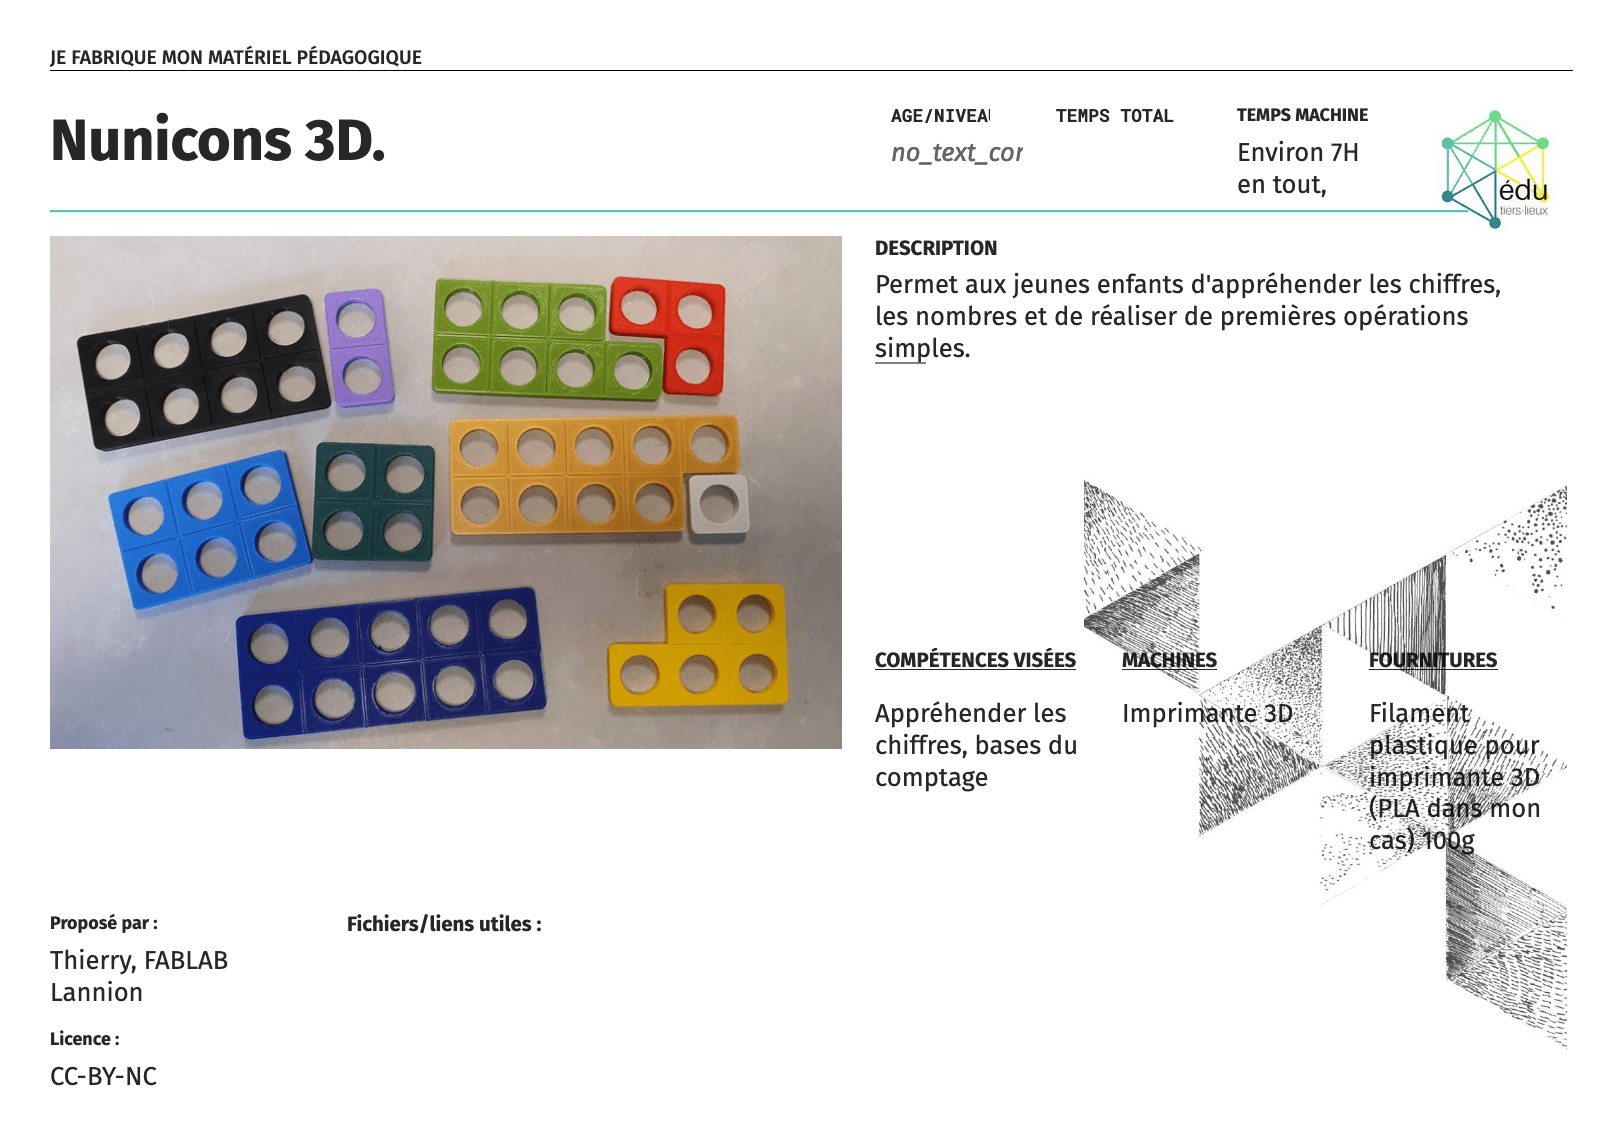 JE FABRIQUE MON MATÉRIEL PÉDAGOGIQUE
Nunicons 3D.
AGE/NIVEAU
no_text_cor
TEMPS TOTAL
TEMPS MACHINE
Environ 7H
en tout,
édu
tiers-lieux
DESCRIPTION
Permet aux jeunes enfants d'appréhender les chiffres,
les nombres et de réaliser de premières opérations
simples.
COMPÉTENCES VISÉES
Appréhender les
chiffres, bases du
comptage
MACHINES
Imprimante 3D
FOURNITURES
Filament
plastique pour
imprimante 3D
(PLA dans mon
cas) 100g
Proposé par :
Thierry, FABLAB
Lannion
Licence :
CC-BY-NC
Fichiers/liens utiles :